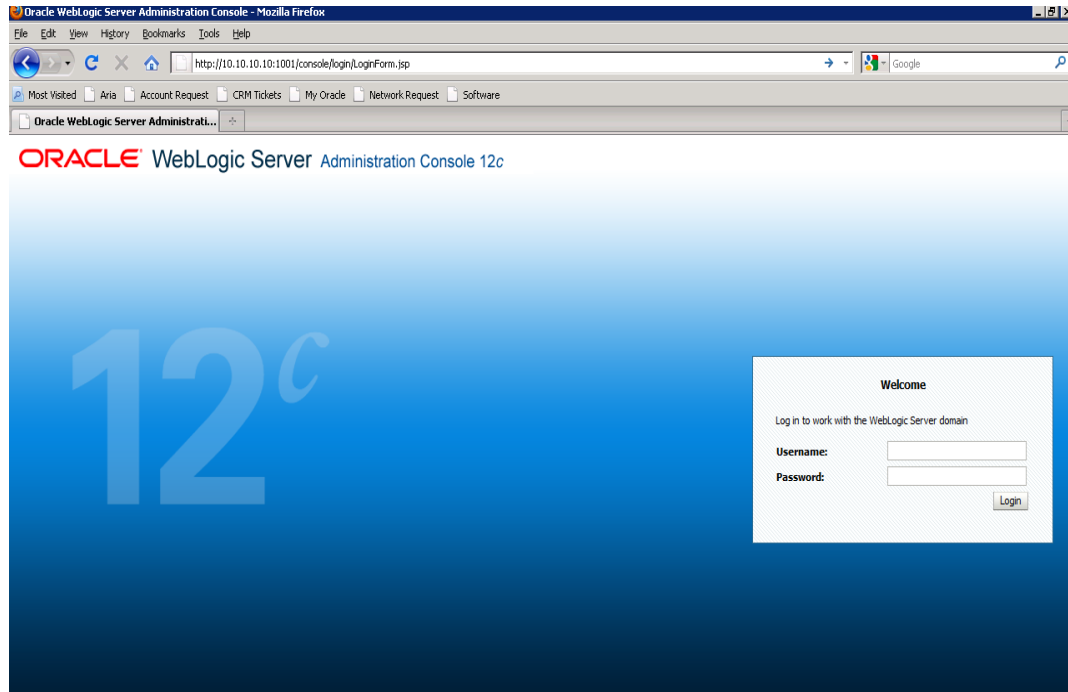 Oracle WebLogic Server Administration Console - Mozilla Firefox
File Edit View History Bookmarks Tools Help
http://10.10.10.10:1001/console/login/LoginForm.jsp Google
Most Visited Aria Account Request CRM Tickets My Oracle Network Request Software
Oracle WebLogic Server Administrati...
ORACLE WebLogic Server Administration Console 12c
12c
Welcome
Log in to work with the WebLogic Server domain
Username:
Password:
Login